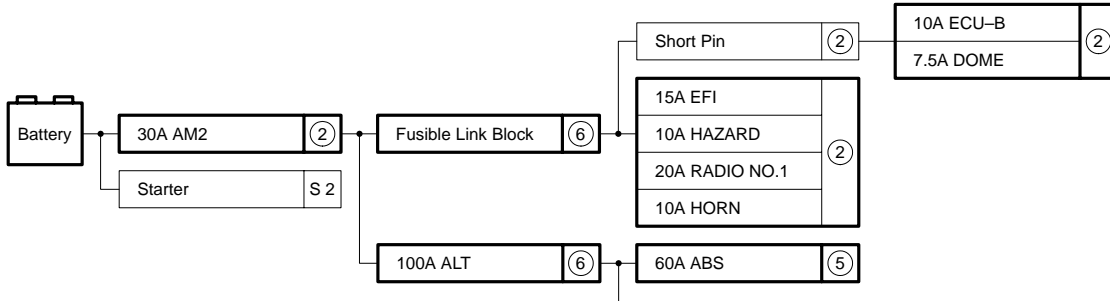 10A ECU–B
Short Pin ②
②
7.5A DOME
15A EFI
Battery
30A AM2 ②
Fusible Link Block ⑥
10A HAZARD
②
20A RADIO NO.1
Starter S 2
10A HORN
100A ALT ⑥
60A ABS ⑤